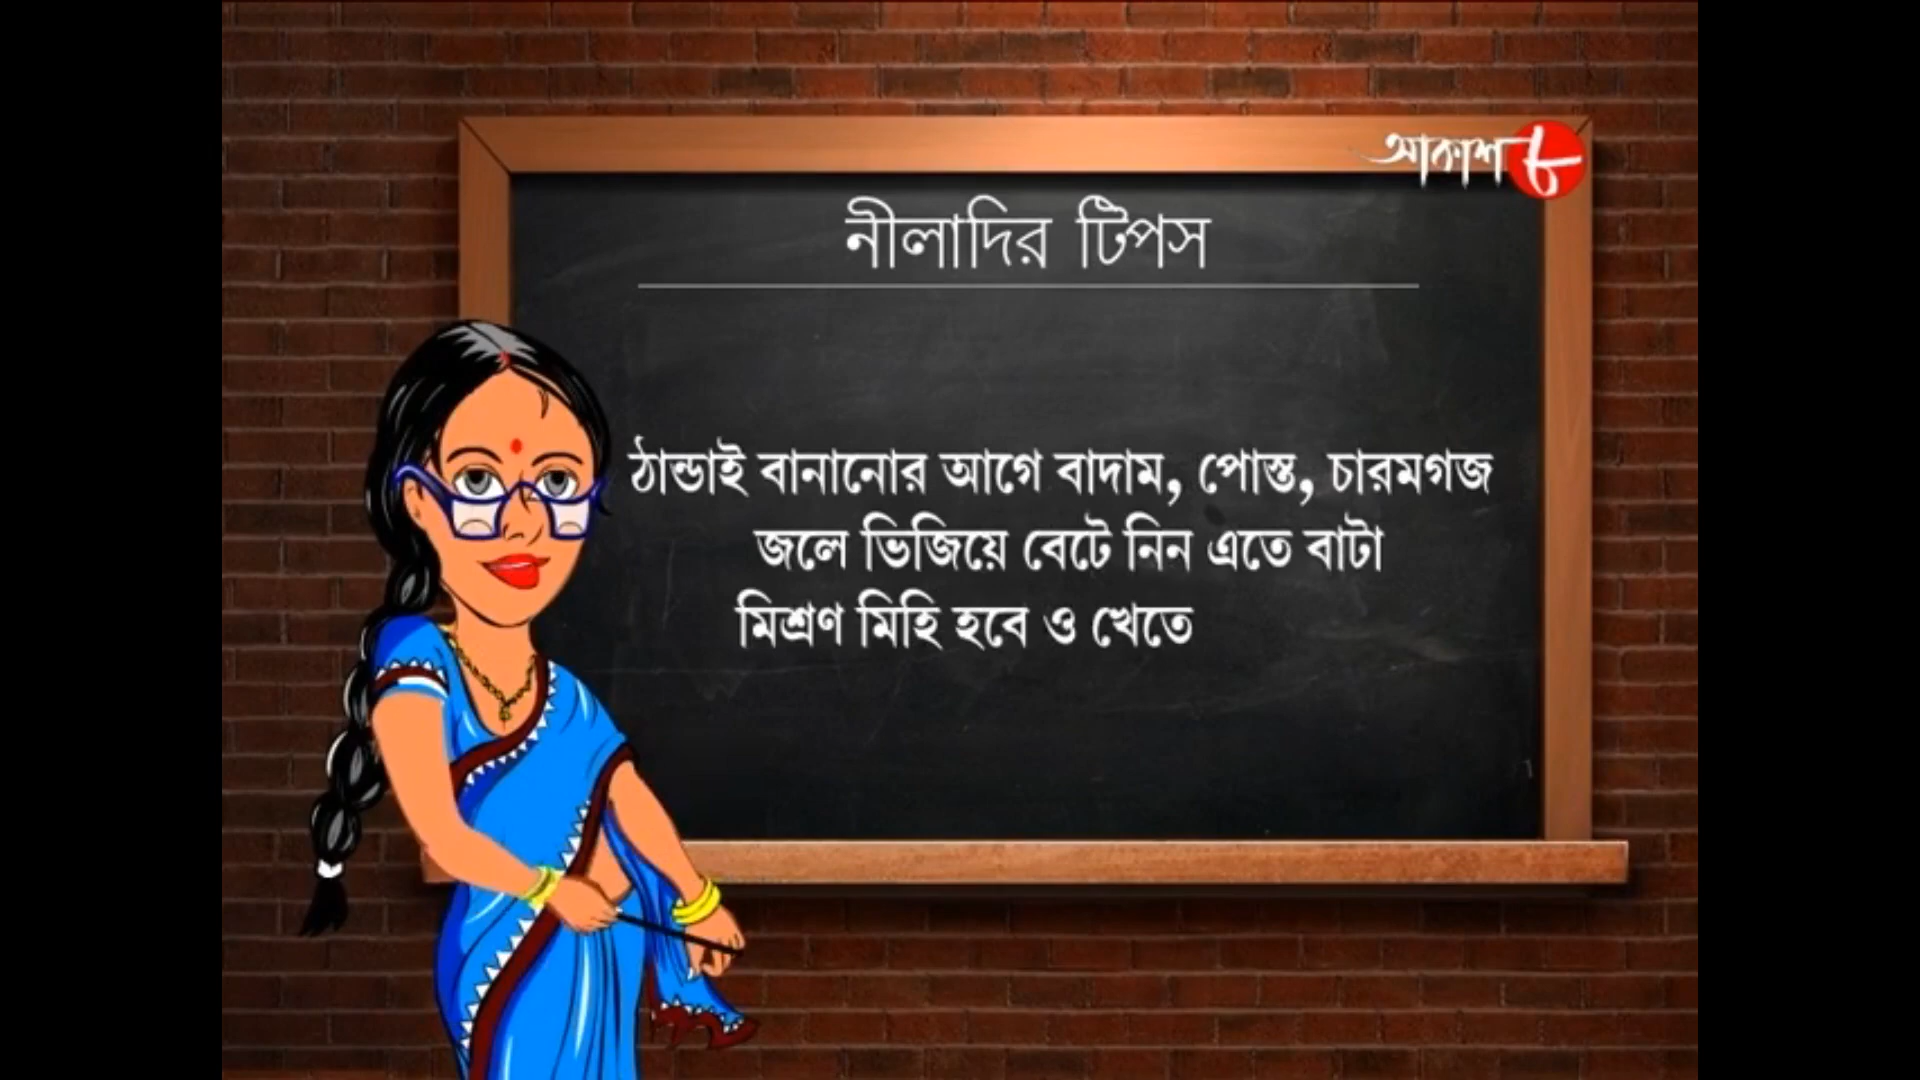 আকাশ ৮
নীলাদির টিপস
ঠান্ডাই বানানোর আগে বাদাম, পোস্ত, চারমগজ
জলে ভিজিয়ে বেটে নিন এতে বাটা
মিশ্রণ মিহি হবে ও খেতে